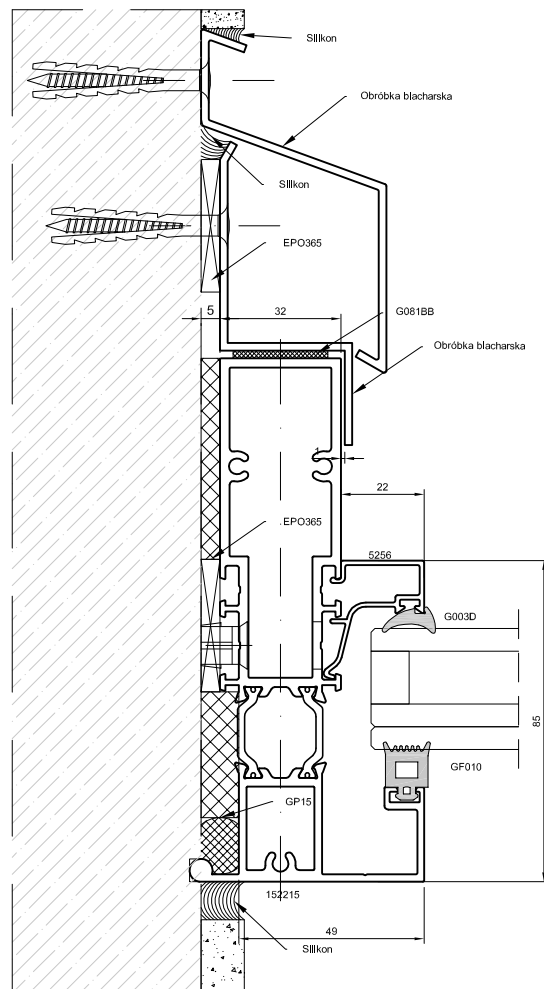 SIlIkon
Obróbka blacharska
SIlIkon
EPO365
5
32
G081BB
Obróbka blacharska
1
22
EPO365
5256
G003D
85
GF010
GP15
152215
49
SIlIkon